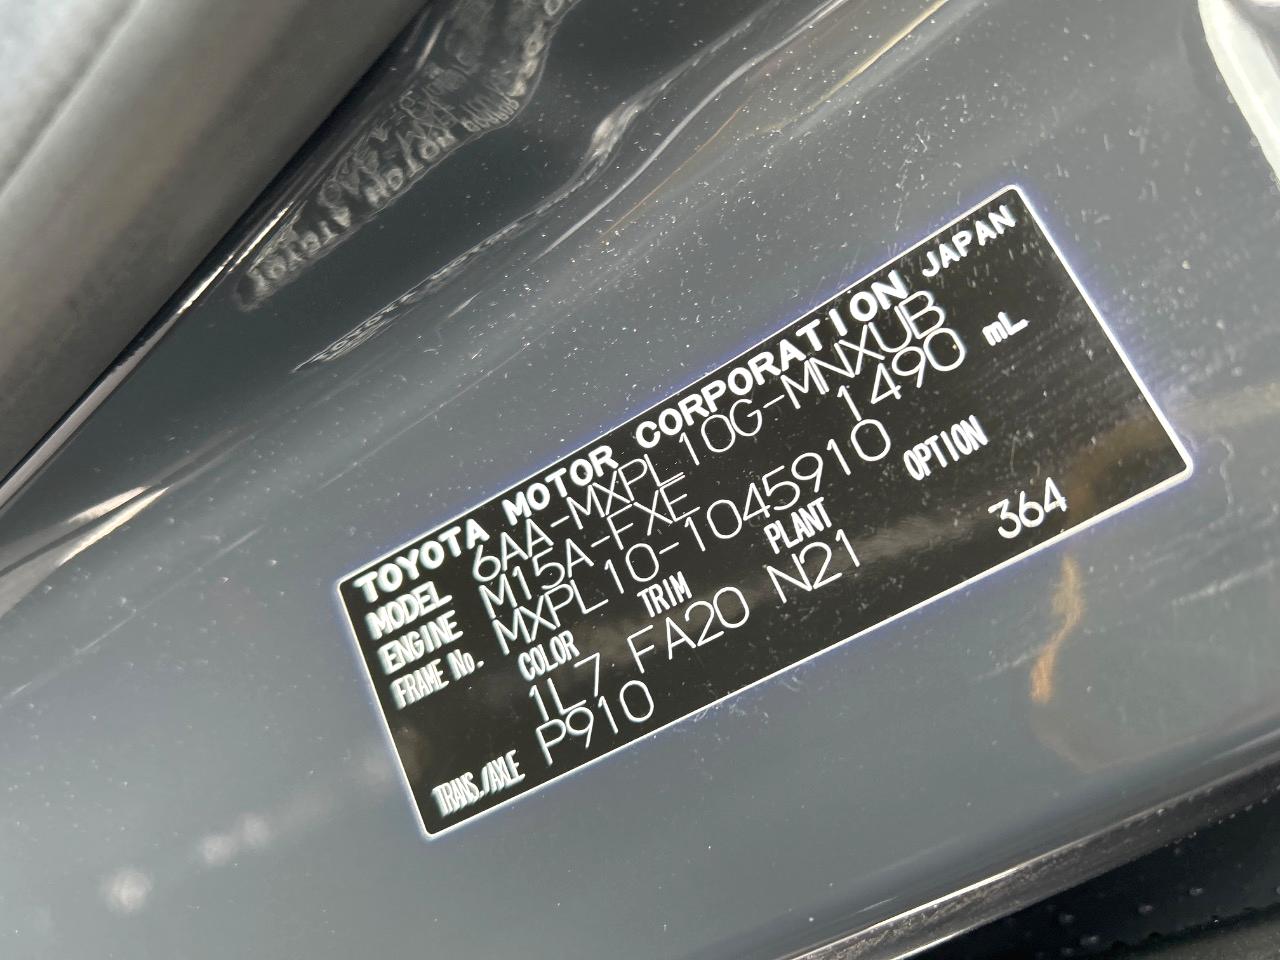 TOYOTA MOTOR CORPORATION JAPAN
MODEL 6AA-MXPL10G-MNXUB
ENGINE M15A-FXE 1490 mL
FRAME No. MXPL10-1045910
COLOR TRIM PLANT OPTION
1L7 FA20 N21 364
TRANS./AXLE P910